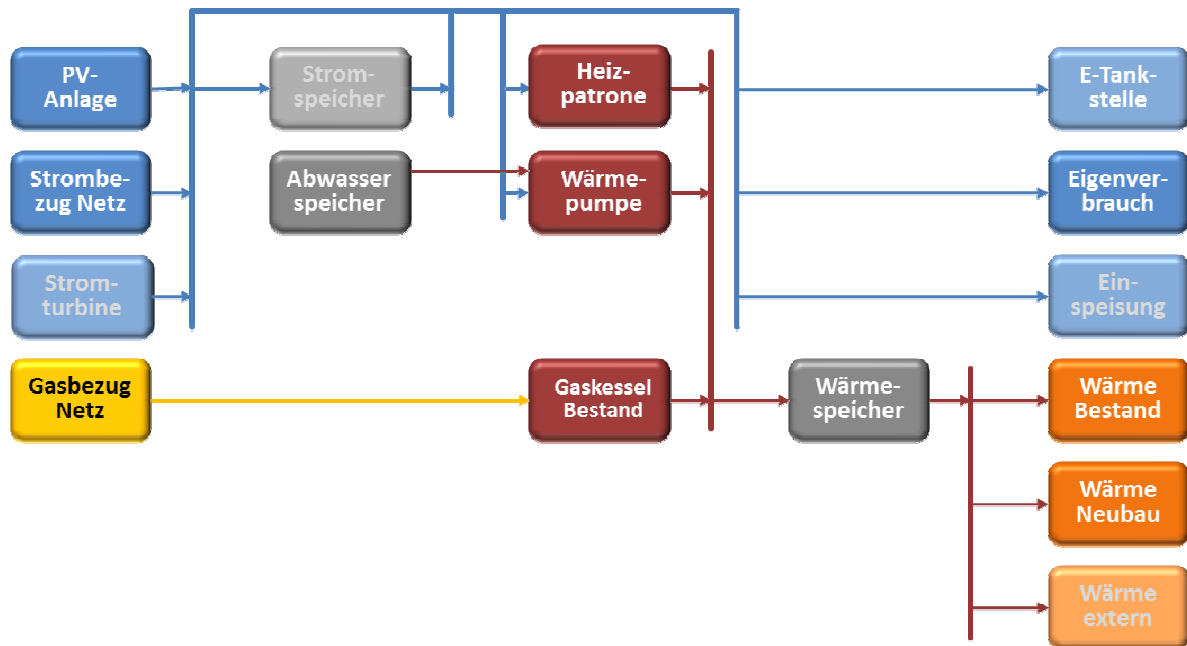 PV-
Anlage
Strom-
speicher
Heiz-
patrone
E-Tank-
stelle
Strombe-
zug Netz
Abwasser
speicher
Wärme-
pumpe
Eigenver-
brauch
Strom-
turbine
Ein-
speisung
Gasbezug
Netz
Gaskessel
Bestand
Wärme-
speicher
Wärme
Bestand
Wärme
Neubau
Wärme
extern